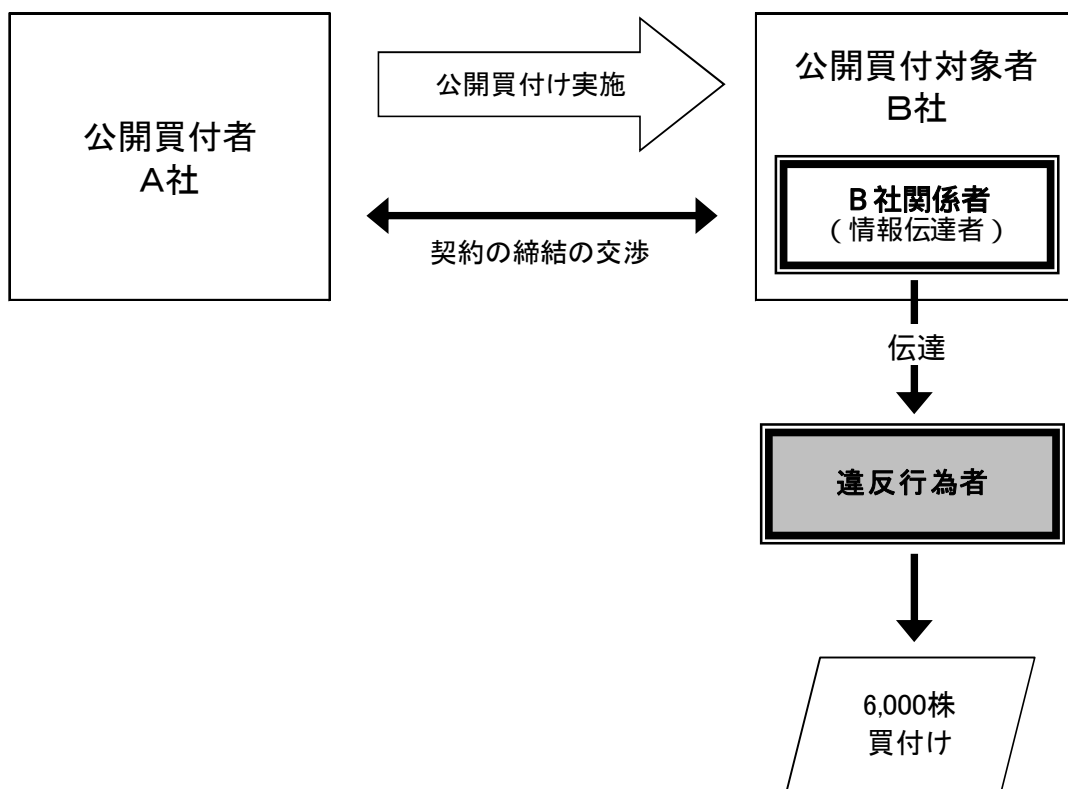 公開買付者
A社
公開買付け実施
契約の締結の交渉
公開買付対象者
B社
B社関係者
(情報伝達者)
伝達
違反行為者
6,000株
買付け